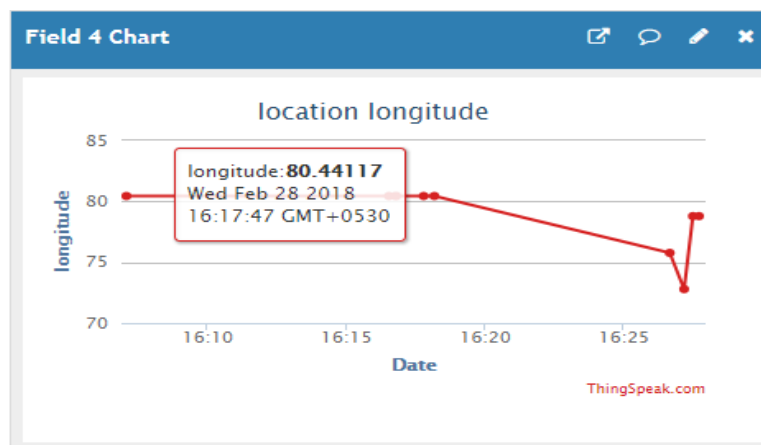 Field 4 Chart
location longitude
85
80
75
70
longitude
longitude:80.44117
Wed Feb 28 2018
16:17:47 GMT+0530
16:10
16:15
16:20
16:25
Date
ThingSpeak.com